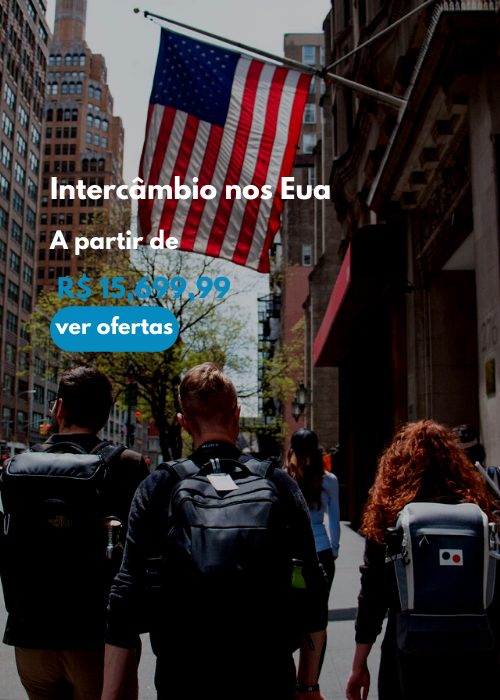 Intercâmbio nos Eua
A partir de
R$ 15,699,99
ver ofertas